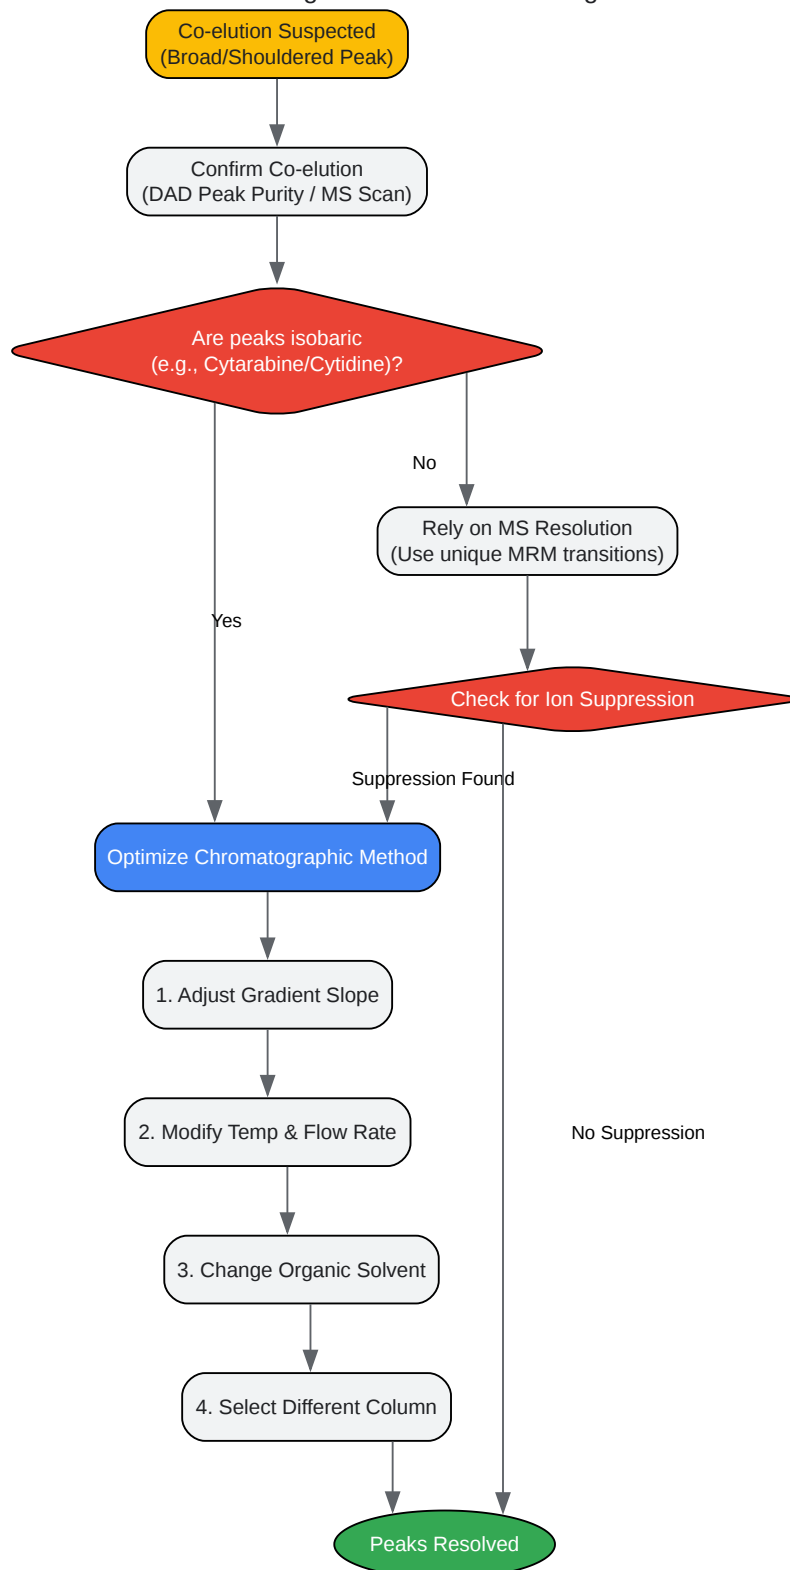 Co-elution Suspected
(Broad/Shouldered Peak)
Confirm Co-elution
(DAD Peak Purity / MS Scan)
Are peaks isobaric
(e.g., Cytarabine/Cytidine)?
No
Rely on MS Resolution
(Use unique MRM transitions)
Yes
Check for Ion Suppression
Suppression Found
Optimize Chromatographic Method
1. Adjust Gradient Slope
2. Modify Temp & Flow Rate
No Suppression
3. Change Organic Solvent
4. Select Different Column
Peaks Resolved